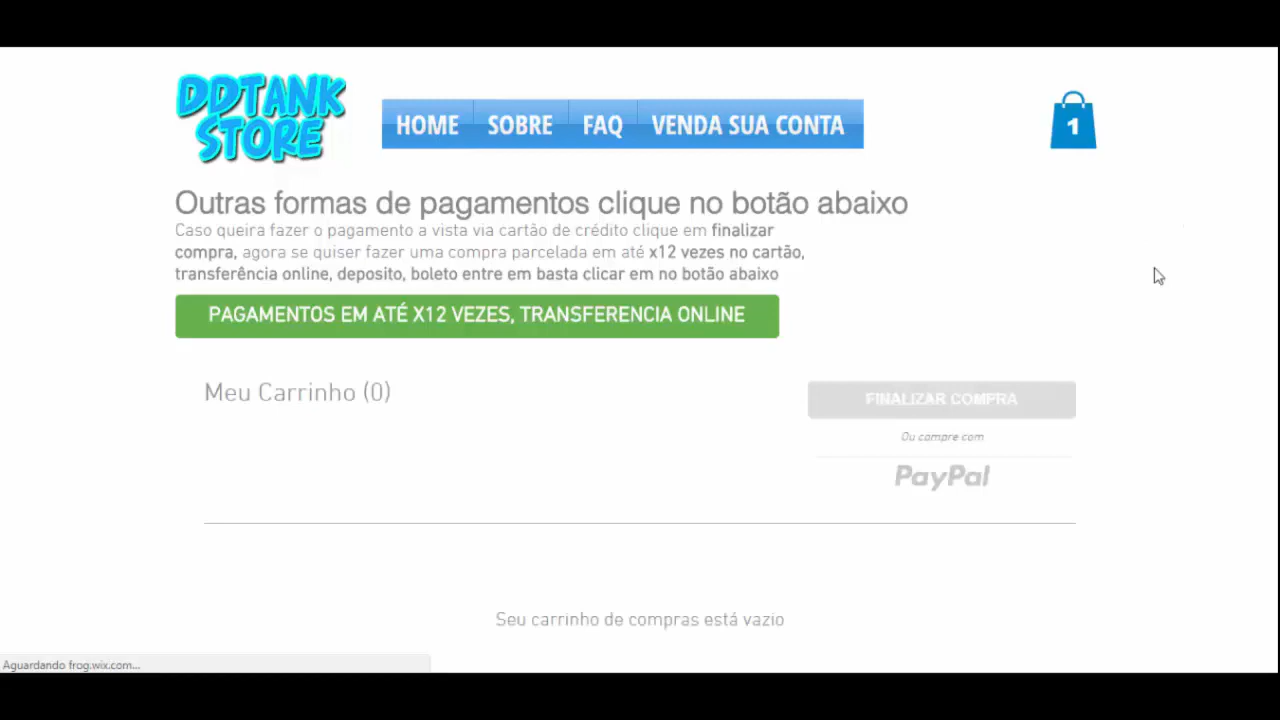 DDTANK
STORE
HOME
SOBRE
FAQ
VENDA SUA CONTA
1
Outras formas de pagamentos clique no botão abaixo
Caso queira fazer o pagamento a vista via cartão de crédito clique em finalizar
compra, agora se quiser fazer uma compra parcelada em até x12 vezes no cartão,
transferência online, deposito, boleto entre em basta clicar em no botão abaixo
PAGAMENTOS EM ATÉ X12 VEZES, TRANSFERENCIA ONLINE
Meu Carrinho (0)
FINALIZAR COMPRA
Ou compre com
PayPal
Seu carrinho de compras está vazio
Aguardando frog.wix.com...